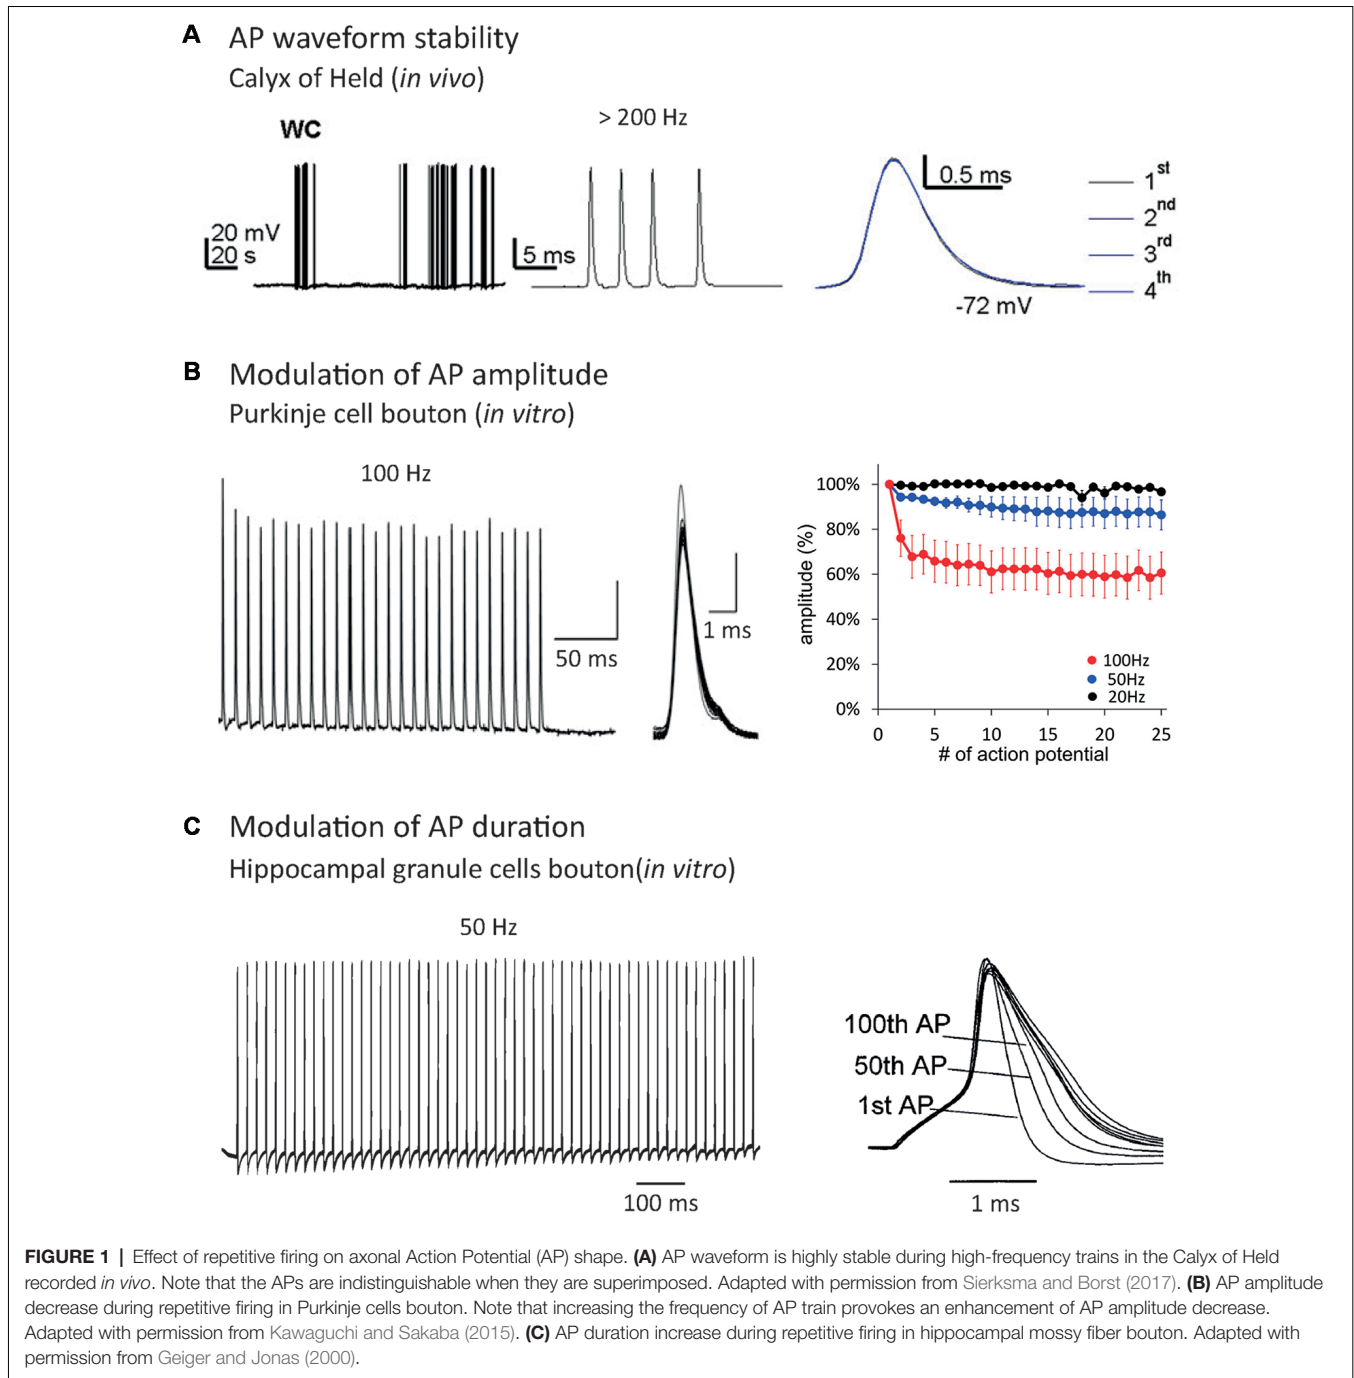 A AP waveform stability
Calyx of Held (in vivo)
WC
> 200 Hz
20 mV
20 s
5 ms
0.5 ms
-72 mV
1st
2nd
3rd
4th
B Modulation of AP amplitude
Purkinje cell bouton (in vitro)
100 Hz
50 ms
1 ms
amplitude (%)
100%
80%
60%
40%
20%
0%
100Hz
50Hz
20Hz
0 5 10 15 20 25
# of action potential
C Modulation of AP duration
Hippocampal granule cells bouton(in vitro)
50 Hz
100 ms
100th AP
50th AP
1st AP
1 ms
FIGURE 1 | Effect of repetitive firing on axonal Action Potential (AP) shape. (A) AP waveform is highly stable during high-frequency trains in the Calyx of Held
recorded in vivo. Note that the APs are indistinguishable when they are superimposed. Adapted with permission from Sierksma and Borst (2017). (B) AP amplitude
decrease during repetitive firing in Purkinje cells bouton. Note that increasing the frequency of AP train provokes an enhancement of AP amplitude decrease.
Adapted with permission from Kawaguchi and Sakaba (2015). (C) AP duration increase during repetitive firing in hippocampal mossy fiber bouton. Adapted with
permission from Geiger and Jonas (2000).